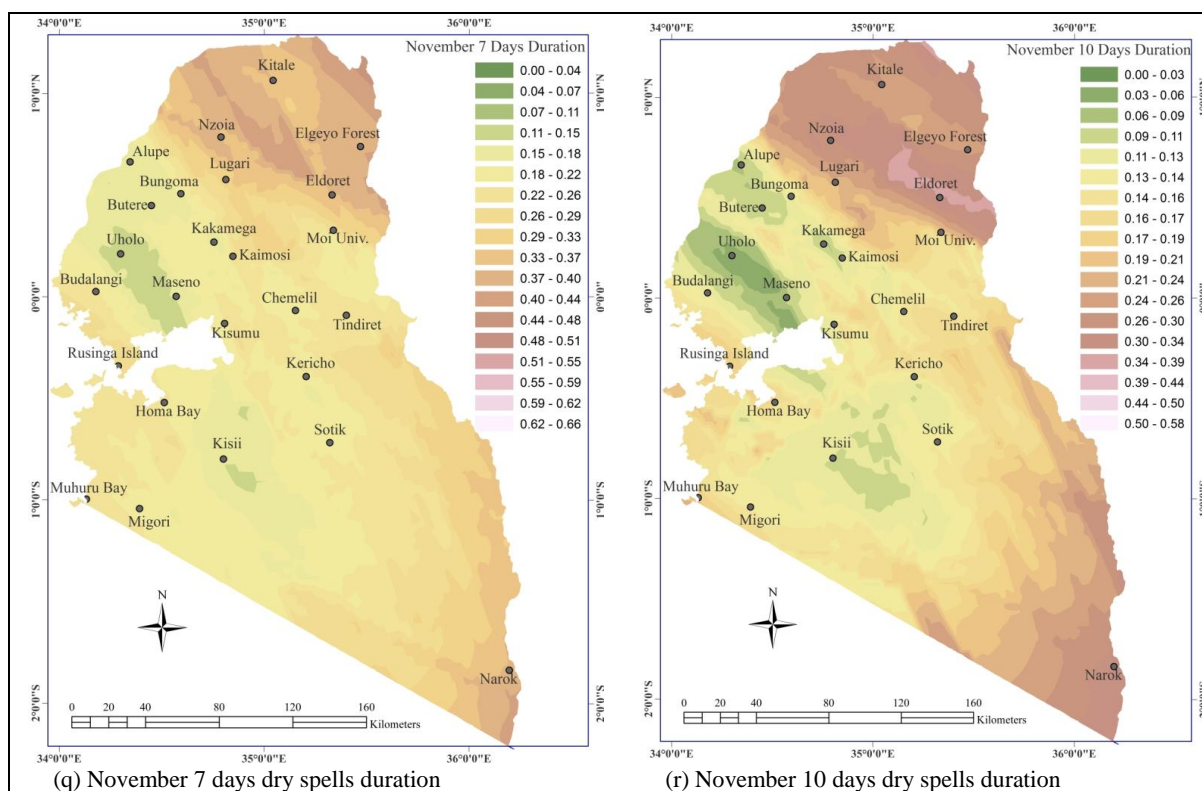 34°0'0"E 35°0'0"E 36°0'0"E
November 7 Days Duration
0.00 - 0.04
0.04 - 0.07
0.07 - 0.11
0.11 - 0.15
0.15 - 0.18
0.18 - 0.22
0.22 - 0.26
0.26 - 0.29
0.29 - 0.33
0.33 - 0.37
0.37 - 0.40
0.40 - 0.44
0.44 - 0.48
0.48 - 0.51
0.51 - 0.55
0.55 - 0.59
0.59 - 0.62
0.62 - 0.66
1°0'0"N
0°0'0"
1°0'0"S
2°0'0"S
Kitale
Nzoia
Elgeyo Forest
Alupe
Lugari
Bungoma
Eldoret
Butere
Kakamega
Moi Univ.
Uholo
Kaimosi
Budalangi
Maseno
Chemelil
Kisumu
Tindiret
Rusinga Island
Kericho
Homa Bay
Kisii
Sotik
Muhuru Bay
Migori
Narok
N
0 20 40 80 120 160
Kilometers
1°0'0"N
0°0'0"
1°0'0"S
2°0'0"S
34°0'0"E 35°0'0"E 36°0'0"E
(q) November 7 days dry spells duration
34°0'0"E 35°0'0"E 36°0'0"E
November 10 Days Duration
0.00 - 0.03
0.03 - 0.06
0.06 - 0.09
0.09 - 0.11
0.11 - 0.13
0.13 - 0.14
0.14 - 0.16
0.16 - 0.17
0.17 - 0.19
0.19 - 0.21
0.21 - 0.24
0.24 - 0.26
0.26 - 0.30
0.30 - 0.34
0.34 - 0.39
0.39 - 0.44
0.44 - 0.50
0.50 - 0.58
1°0'0"N
0°0'0"
1°0'0"S
2°0'0"S
Kitale
Nzoia
Elgeyo Forest
Alupe
Lugari
Bungoma
Eldoret
Butere
Kakamega
Moi Univ.
Uholo
Kaimosi
Budalangi
Maseno
Chemelil
Kisumu
Tindiret
Rusinga Island
Kericho
Homa Bay
Kisii
Sotik
Muhuru Bay
Migori
Narok
N
0 20 40 80 120 160
Kilometers
0°0'0"
34°0'0"E 35°0'0"E 36°0'0"E
(r) November 10 days dry spells duration